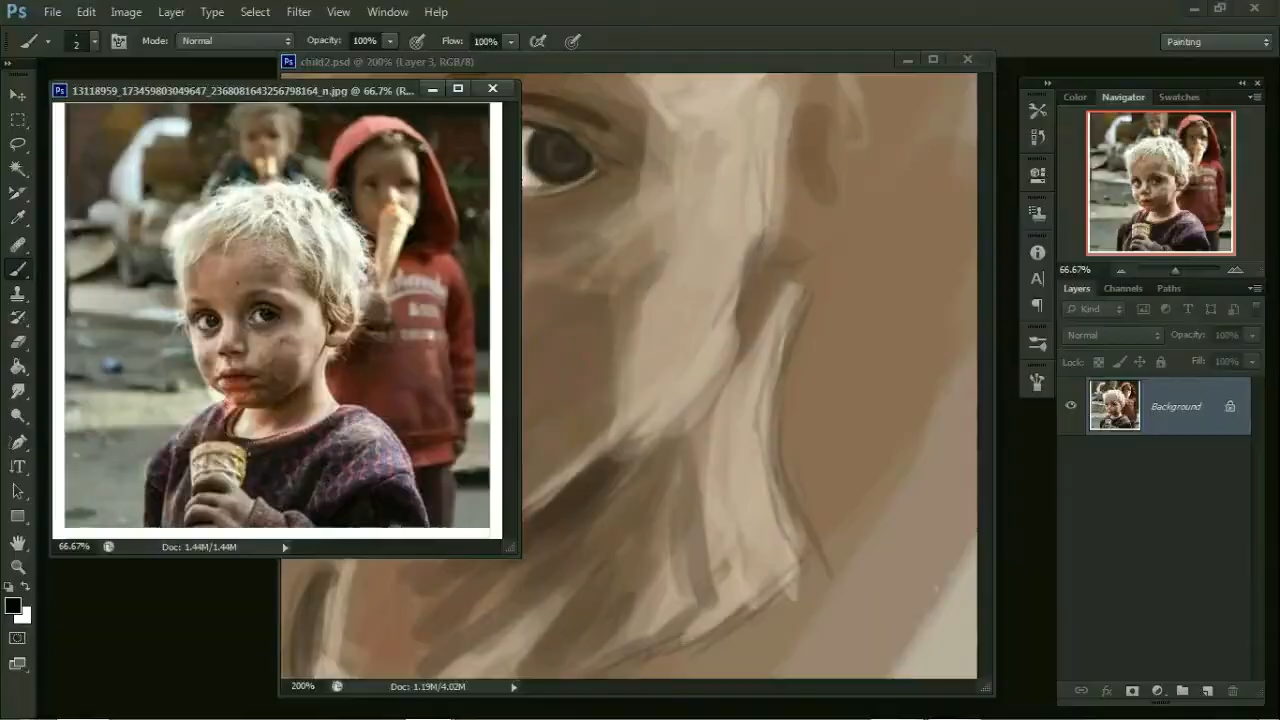 Ps File Edit Image Layer Type Select Filter View Window Help
2 Mode: Normal Opacity: 100% Flow: 100% Painting
Ps child2.psd @ 200% (Layer 3, RGB/8)
Ps 13118959_173459803049647_2368081643256798164_n.jpg @ 66.7% (R...
Color Navigator Swatches
66.67%
Layers Channels Paths
Kind
Normal Opacity: 100%
Lock: Fill: 100%
Background
66.67% Doc: 1.44M/1.44M
200% Doc: 1.19M/4.02M